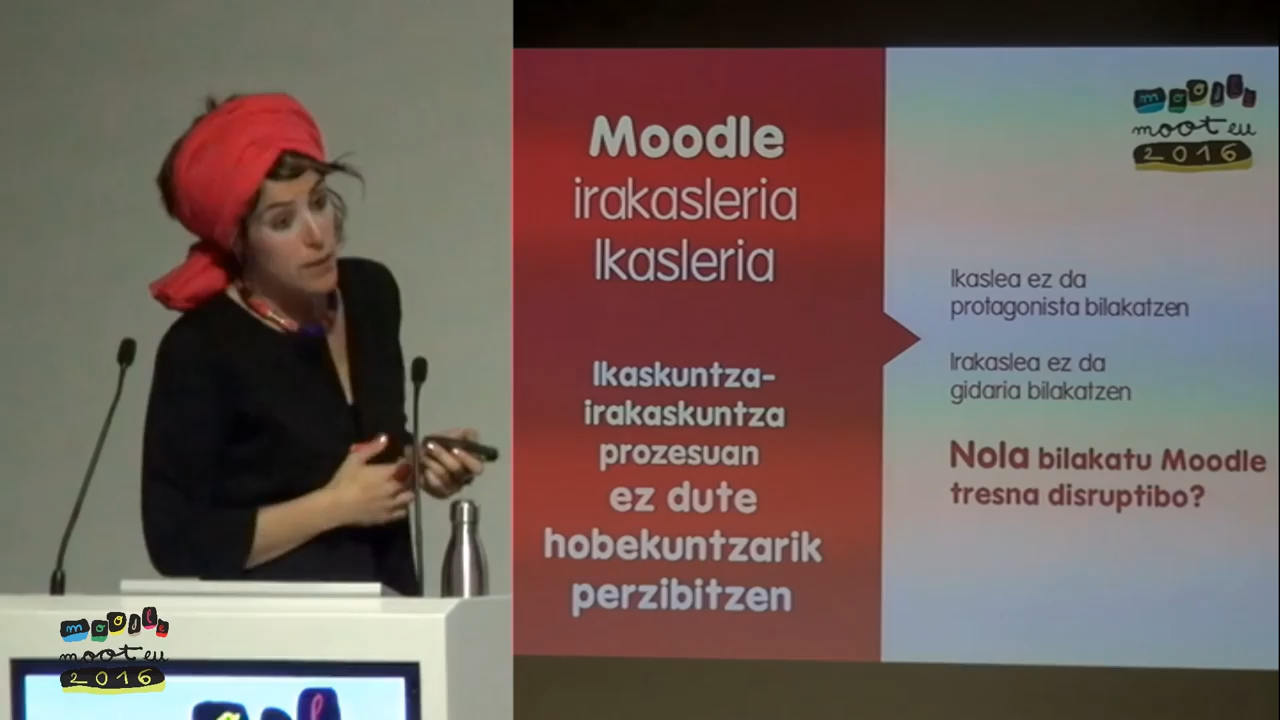 Moodle
irakasleria
Ikasleria
Ikaskuntza-
irakaskuntza
prozesuan
ez dute
hobekuntzarik
perzibitzen
moodle
moot eu
2016
Ikaslea ez da
protagonista bilakatzen
Irakaslea ez da
gidaria bilakatzen
Nola bilakatu Moodle
tresna disruptibo?
moodle
moot eu
2016